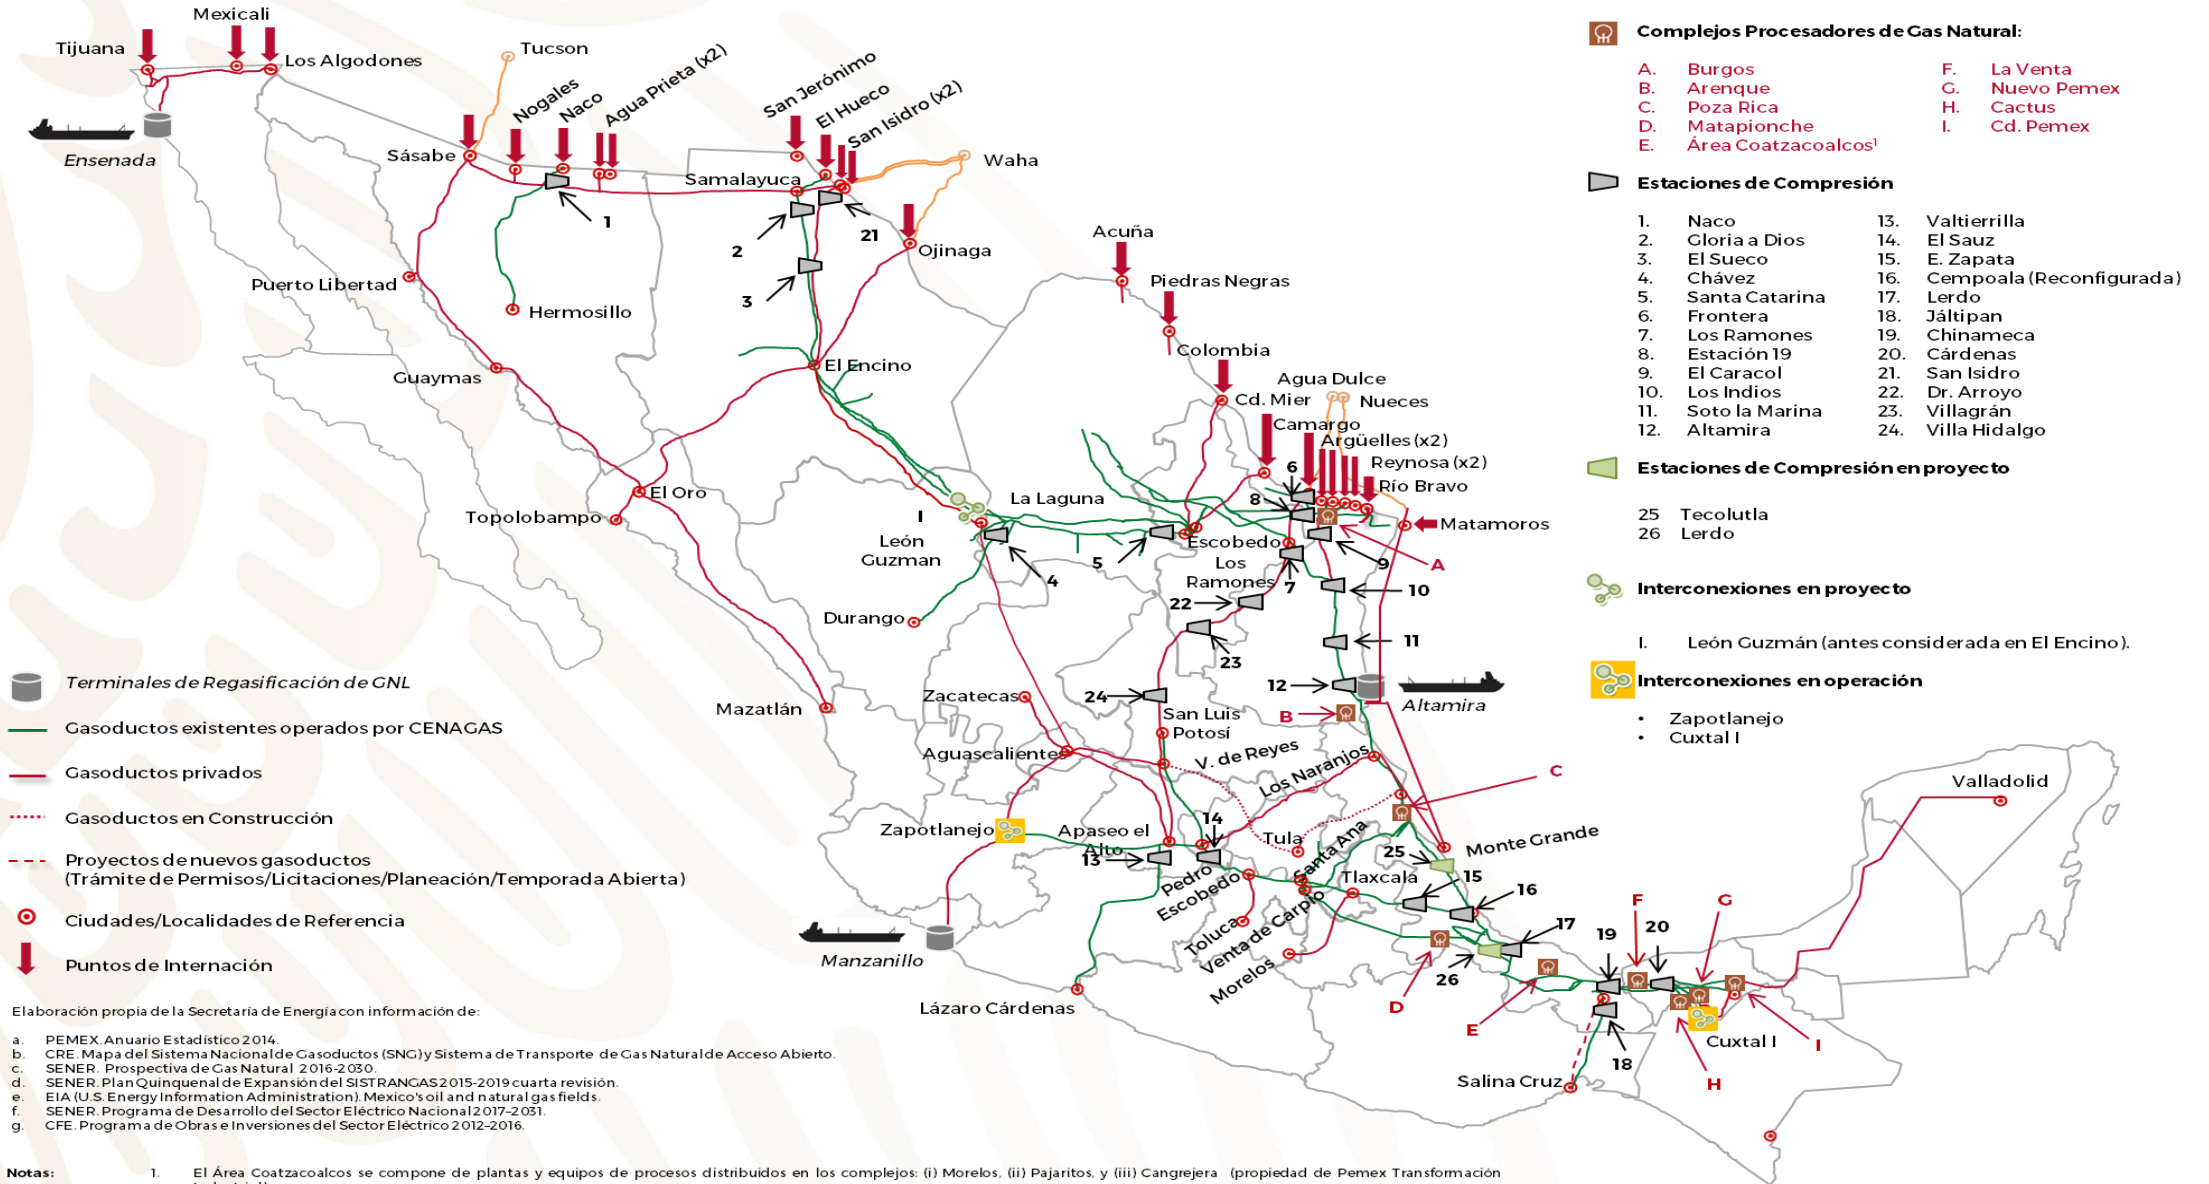 Mexicali
Tijuana
Los Algodones
Tucson
Ensenada
Sásabe
Nogales
Naco
Agua Prieta (x2)
San Jerónimo
El Hueco
San Isidro (x2)
Samalayuca
Waha
1
2
21
3
Ojinaga
Puerto Libertad
Hermosillo
Guaymas
El Encino
Acuña
Piedras Negras
Colombia
Agua Dulce
Nueces
Cd. Mier
Camargo
Argüelles (x2)
Reynosa (x2)
Río Bravo
Matamoros
6
8
La Laguna
El Oro
Topolobampo
I
León
Guzman
4
5
Escobedo
Los
Ramones
7
9
A
10
22
11
23
Durango
12
24
B
Altamira
Zacatecas
Mazatlán
San Luis
Potosí
Aguascalientes
V. de Reyes
Los Naranjos
C
Zapotlanejo
Apaseo el
Alto
13
14
Tula
Santa Ana
25
Monte Grande
Pedro
Escobedo
Tlaxcala
15
16
Toluca
Venta de Carpio
Morelos
17
26
Manzanillo
Lázaro Cárdenas
D
E
19
F
20
G
18
H
I
Cuxtal I
Salina Cruz
Valladolid
Complejos Procesadores de Gas Natural:
A. Burgos
B. Arenque
C. Poza Rica
D. Matapionche
E. Área Coatzacoalcos¹
F. La Venta
G. Nuevo Pemex
H. Cactus
I. Cd. Pemex
Estaciones de Compresión
1. Naco
2. Gloria a Dios
3. El Sueco
4. Chávez
5. Santa Catarina
6. Frontera
7. Los Ramones
8. Estación 19
9. El Caracol
10. Los Indios
11. Soto la Marina
12. Altamira
13. Valtierrilla
14. El Sauz
15. E. Zapata
16. Cempoala (Reconfigurada)
17. Lerdo
18. Jáltipan
19. Chinameca
20. Cárdenas
21. San Isidro
22. Dr. Arroyo
23. Villagrán
24. Villa Hidalgo
Estaciones de Compresión en proyecto
25 Tecolutla
26 Lerdo
Interconexiones en proyecto
I. León Guzmán (antes considerada en El Encino).
Interconexiones en operación
• Zapotlanejo
• Cuxtal I
Terminales de Regasificación de GNL
Gasoductos existentes operados por CENAGAS
Gasoductos privados
Gasoductos en Construcción
Proyectos de nuevos gasoductos
(Trámite de Permisos/Licitaciones/Planeación/Temporada Abierta)
Ciudades/Localidades de Referencia
Puntos de Internación
Elaboración propia de la Secretaría de Energía con información de:
a. PEMEX. Anuario Estadístico 2014.
b. CRE. Mapa del Sistema Nacional de Gasoductos (SNG) y Sistema de Transporte de Gas Natural de Acceso Abierto.
c. SENER. Prospectiva de Gas Natural 2016-2030.
d. SENER. Plan Quinquenal de Expansión del SISTRANGAS 2015-2019 cuarta revisión.
e. EIA (U.S. Energy Information Administration). Mexico's oil and natural gas fields.
f. SENER. Programa de Desarrollo del Sector Eléctrico Nacional 2017–2031.
g. CFE. Programa de Obras e Inversiones del Sector Eléctrico 2012–2016.
Notas: 1. El Área Coatzacoalcos se compone de plantas y equipos de procesos distribuidos en los complejos: (i) Morelos, (ii) Pajaritos, y (iii) Cangrejera (propiedad de Pemex Transformación